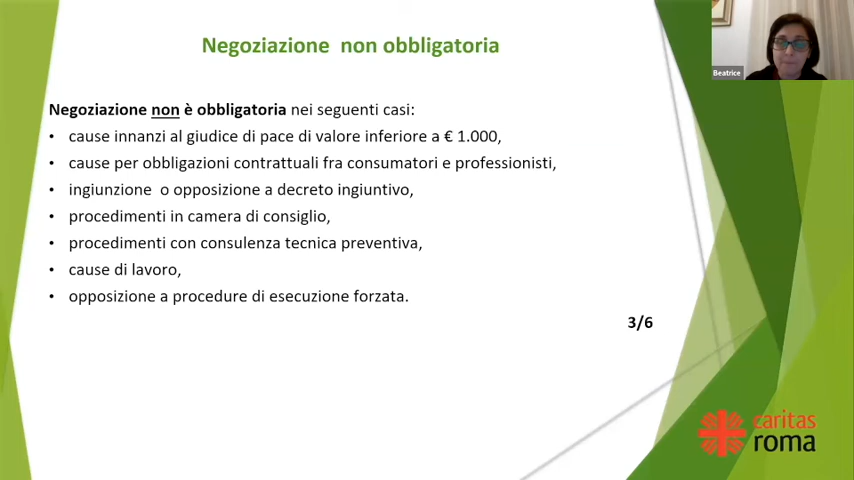 Negoziazione  non obbligatoria
Beatrice
Negoziazione non è obbligatoria nei seguenti casi:
• cause innanzi al giudice di pace di valore inferiore a € 1.000,
• cause per obbligazioni contrattuali fra consumatori e professionisti,
• ingiunzione  o opposizione a decreto ingiuntivo,
• procedimenti in camera di consiglio,
• procedimenti con consulenza tecnica preventiva,
• cause di lavoro,
• opposizione a procedure di esecuzione forzata.
3/6
caritas
roma